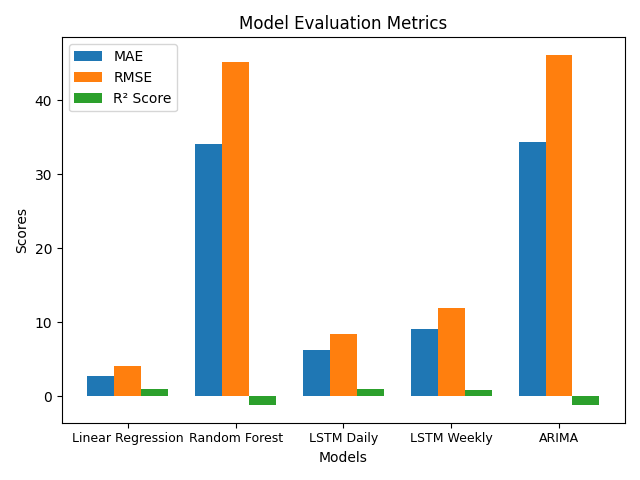 Model Evaluation Metrics
MAE
RMSE
R² Score
Scores
40
30
20
10
0
Linear Regression
Random Forest
LSTM Daily
LSTM Weekly
ARIMA
Models